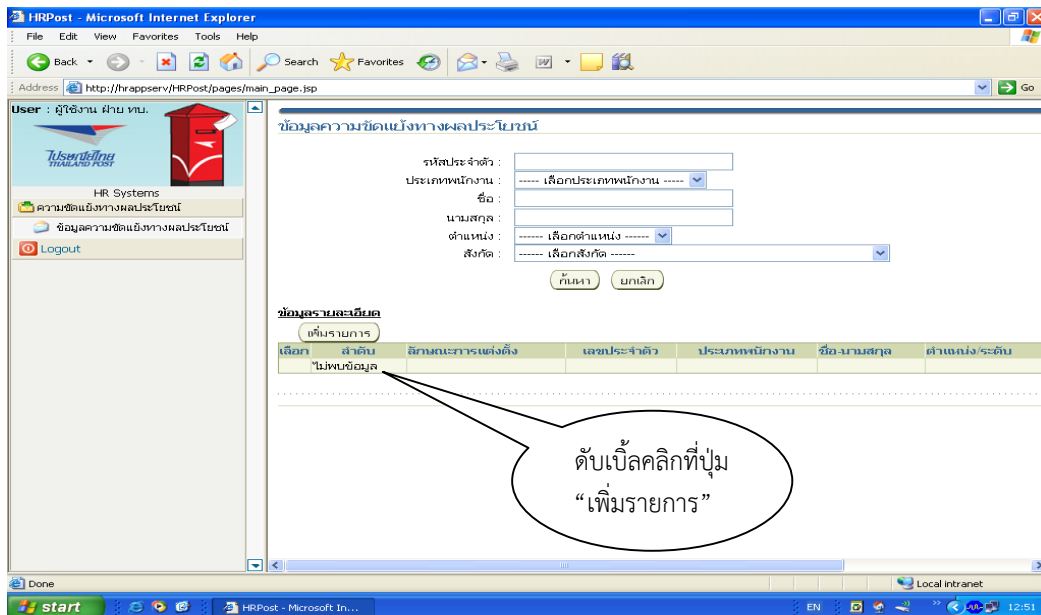 HRPost - Microsoft Internet Explorer
File Edit View Favorites Tools Help
Back Search Favorites
Address http://hrappserv/HRPost/pages/main_page.jsp Go
User : ผู้ใช้งาน ฝ่าย ทบ.
ไปรษณีย์ไทย
THAILAND POST
HR Systems
ความขัดแย้งทางผลประโยชน์
ข้อมูลความขัดแย้งทางผลประโยชน์
Logout
ข้อมูลความขัดแย้งทางผลประโยชน์
รหัสประจำตัว :
ประเภทพนักงาน : ----- เลือกประเภทพนักงาน -----
ชื่อ :
นามสกุล :
ตำแหน่ง : ------ เลือกตำแหน่ง ------
สังกัด : ------ เลือกสังกัด ------
ค้นหา ยกเลิก
ข้อมูลรายละเอียด
เพิ่มรายการ
เลือก ลำดับ ลักษณะการแต่งตั้ง เลขประจำตัว ประเภทพนักงาน ชื่อ-นามสกุล ตำแหน่ง/ระดับ
ไม่พบข้อมูล
ดับเบิ้ลคลิกที่ปุ่ม
“เพิ่มรายการ”
Done Local intranet
start HRPost - Microsoft In... EN 12:51